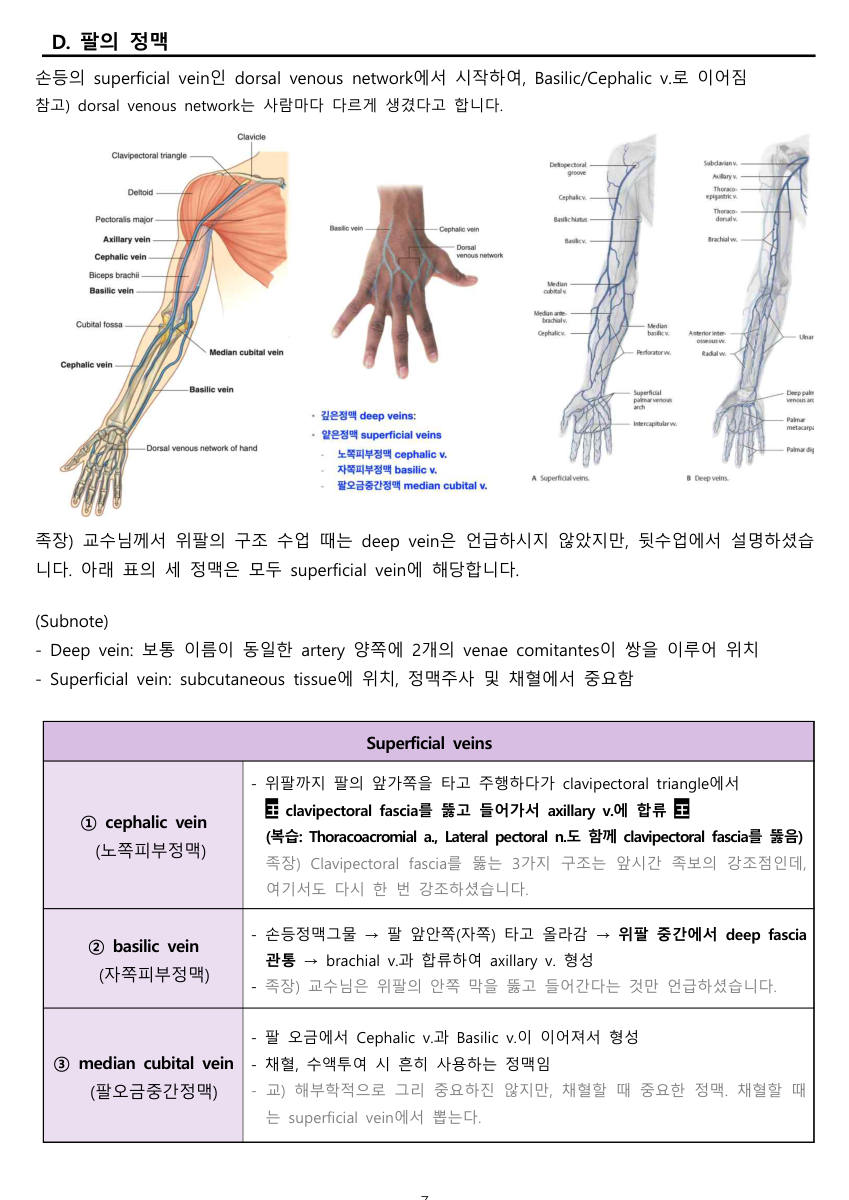 D. 팔의 정맥
손등의 superficial vein인 dorsal venous network에서 시작하여, Basilic/Cephalic v.로 이어짐
참고) dorsal venous network는 사람마다 다르게 생겼다고 합니다.
Clavicle
Clavipectoral triangle
Deltoid
Pectoralis major
Axillary vein
Cephalic vein
Biceps brachii
Basilic vein
Cubital fossa
Median cubital vein
Cephalic vein
Basilic vein
Dorsal venous network of hand
Basilic vein
Cephalic vein
Dorsal
venous network
• 깊은정맥 deep veins:
• 얕은정맥 superficial veins
- 노쪽피부정맥 cephalic v.
- 자쪽피부정맥 basilic v.
- 팔오금중간정맥 median cubital v.
Deltopectoral
groove
Cephalic v.
Basilic hiatus
Basilic v.
Median
cubital v.
Median ante-
brachial v.
Cephalic v.
Median
basilic v.
Perforator vv.
Superficial
palmar venous
arch
Intercapitular vv.
A Superficial veins.
Subclavian v.
Axillary v.
Thoraco-
epigastric v.
Thoraco-
dorsal v.
Brachial vv.
Anterior inter-
osseous vv.
Radial vv.
Ulnar
Deep palm
venous arc
Palmar
metacarpa
Palmar dig
B Deep veins.
족장) 교수님께서 위팔의 구조 수업 때는 deep vein은 언급하시지 않았지만, 뒷수업에서 설명하셨습
니다. 아래 표의 세 정맥은 모두 superficial vein에 해당합니다.
(Subnote)
- Deep vein: 보통 이름이 동일한 artery 양쪽에 2개의 venae comitantes이 쌍을 이루어 위치
- Superficial vein: subcutaneous tissue에 위치, 정맥주사 및 채혈에서 중요함
Superficial veins
① cephalic vein
(노쪽피부정맥)
- 위팔까지 팔의 앞가쪽을 타고 주행하다가 clavipectoral triangle에서
clavipectoral fascia를 뚫고 들어가서 axillary v.에 합류
(복습: Thoracoacromial a., Lateral pectoral n.도 함께 clavipectoral fascia를 뚫음)
족장) Clavipectoral fascia를 뚫는 3가지 구조는 앞시간 족보의 강조점인데,
여기서도 다시 한 번 강조하셨습니다.
② basilic vein
(자쪽피부정맥)
- 손등정맥그물 → 팔 앞안쪽(자쪽) 타고 올라감 → 위팔 중간에서 deep fascia
관통 → brachial v.과 합류하여 axillary v. 형성
- 족장) 교수님은 위팔의 안쪽 막을 뚫고 들어간다는 것만 언급하셨습니다.
③ median cubital vein
(팔오금중간정맥)
- 팔 오금에서 Cephalic v.과 Basilic v.이 이어져서 형성
- 채혈, 수액투여 시 흔히 사용하는 정맥임
- 교) 해부학적으로 그리 중요하진 않지만, 채혈할 때 중요한 정맥. 채혈할 때
는 superficial vein에서 뽑는다.